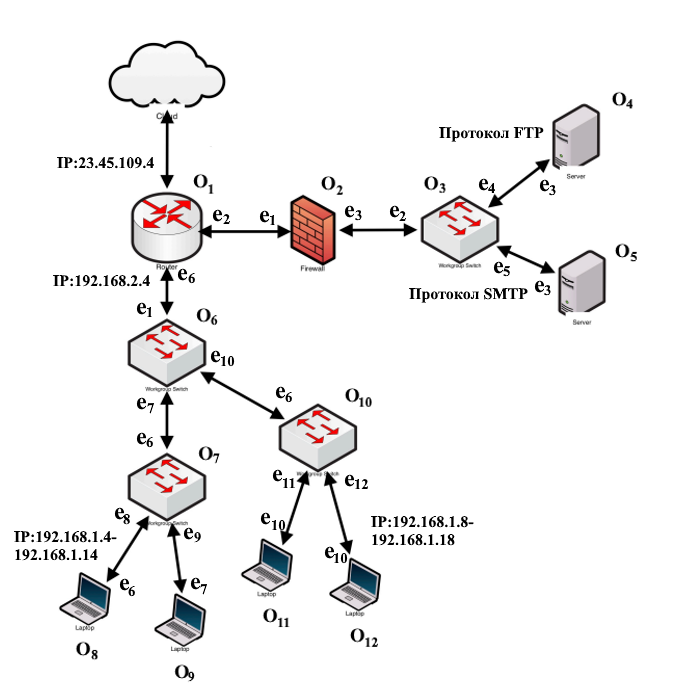 Cloud
IP:23.45.109.4
O1
Router
e2
e1
O2
Firewall
e3
e2
O3
Workgroup Switch
e4
Протокол FTP
e3
O4
Server
e5
Протокол SMTP
e3
O5
Server
IP:192.168.2.4
e6
e1
O6
Workgroup Switch
e10
e7
e6
O7
Workgroup Switch
e6
O10
Workgroup Switch
e11
e12
e8
e9
IP:192.168.1.4-
192.168.1.14
e6
Laptop
O8
e7
Laptop
O9
e10
Laptop
O11
IP:192.168.1.8-
192.168.1.18
e10
Laptop
O12